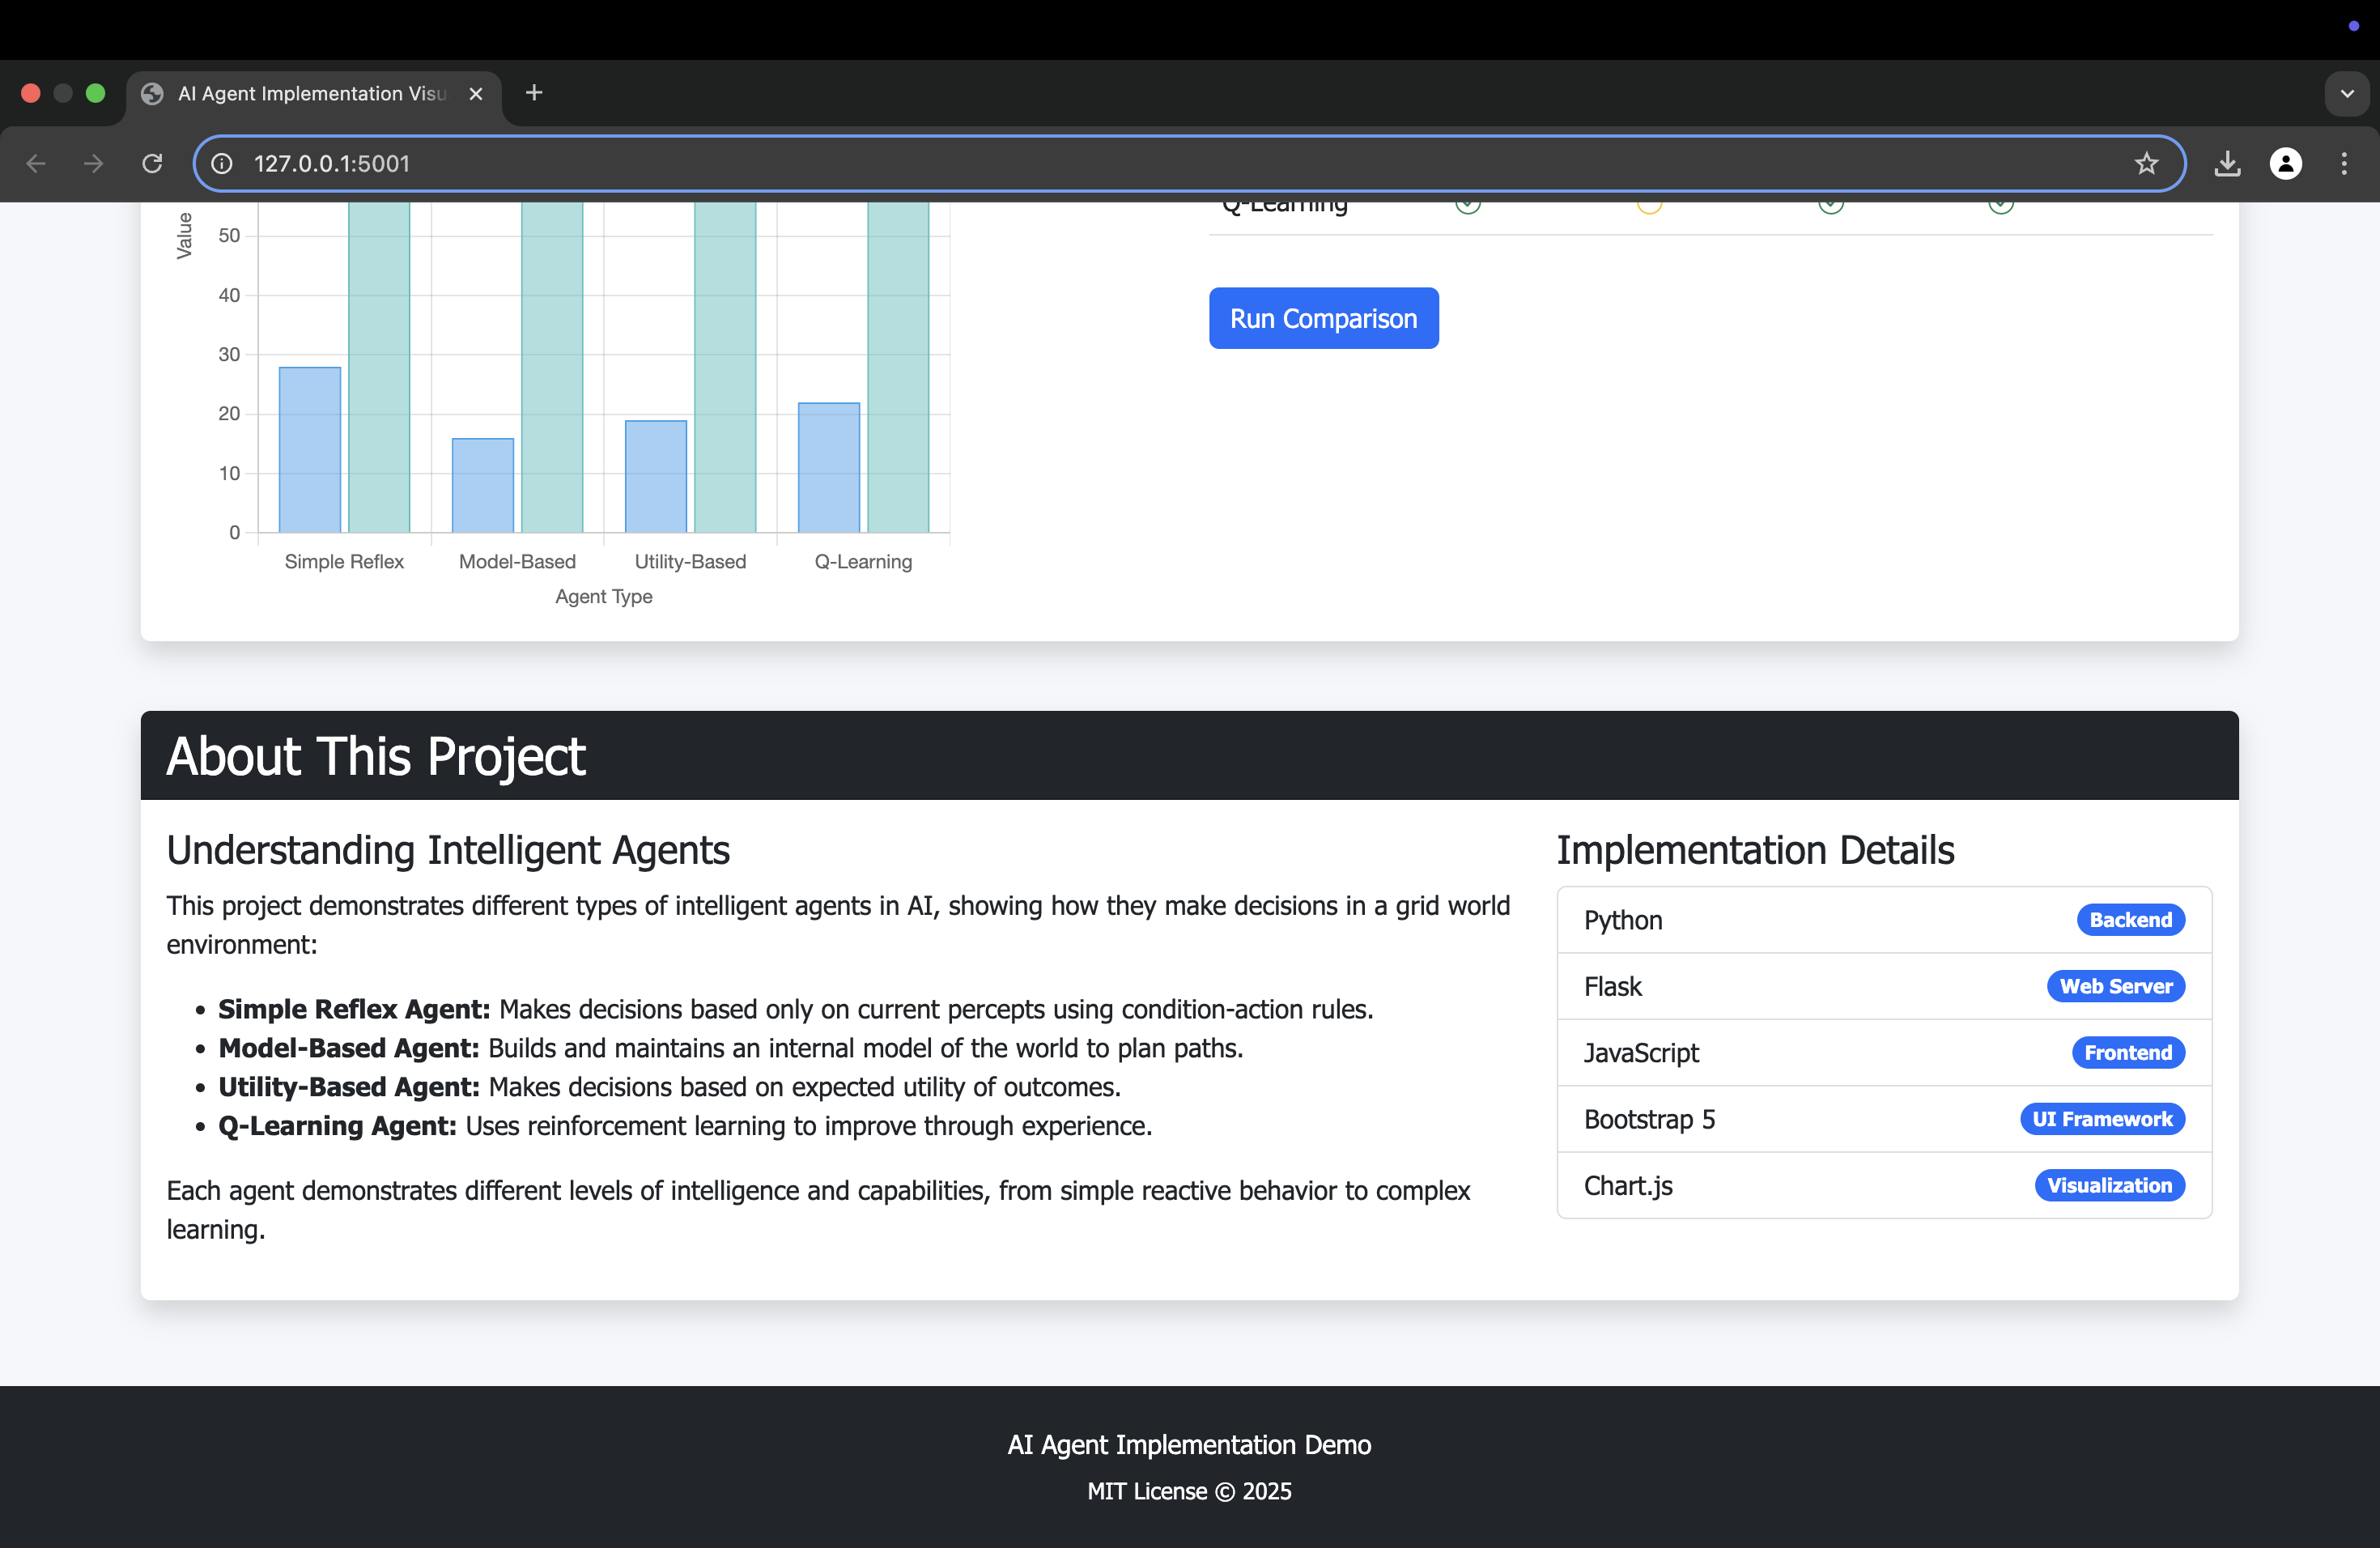 AI Agent Implementation Visu
127.0.0.1:5001
Value
50
40
30
20
10
0
Simple Reflex Model-Based Utility-Based Q-Learning
Agent Type
Q-Learning
Run Comparison
About This Project
Understanding Intelligent Agents
This project demonstrates different types of intelligent agents in AI, showing how they make decisions in a grid world
environment:
• Simple Reflex Agent: Makes decisions based only on current percepts using condition-action rules.
• Model-Based Agent: Builds and maintains an internal model of the world to plan paths.
• Utility-Based Agent: Makes decisions based on expected utility of outcomes.
• Q-Learning Agent: Uses reinforcement learning to improve through experience.
Each agent demonstrates different levels of intelligence and capabilities, from simple reactive behavior to complex
learning.
Implementation Details
Python Backend
Flask Web Server
JavaScript Frontend
Bootstrap 5 UI Framework
Chart.js Visualization
AI Agent Implementation Demo
MIT License © 2025